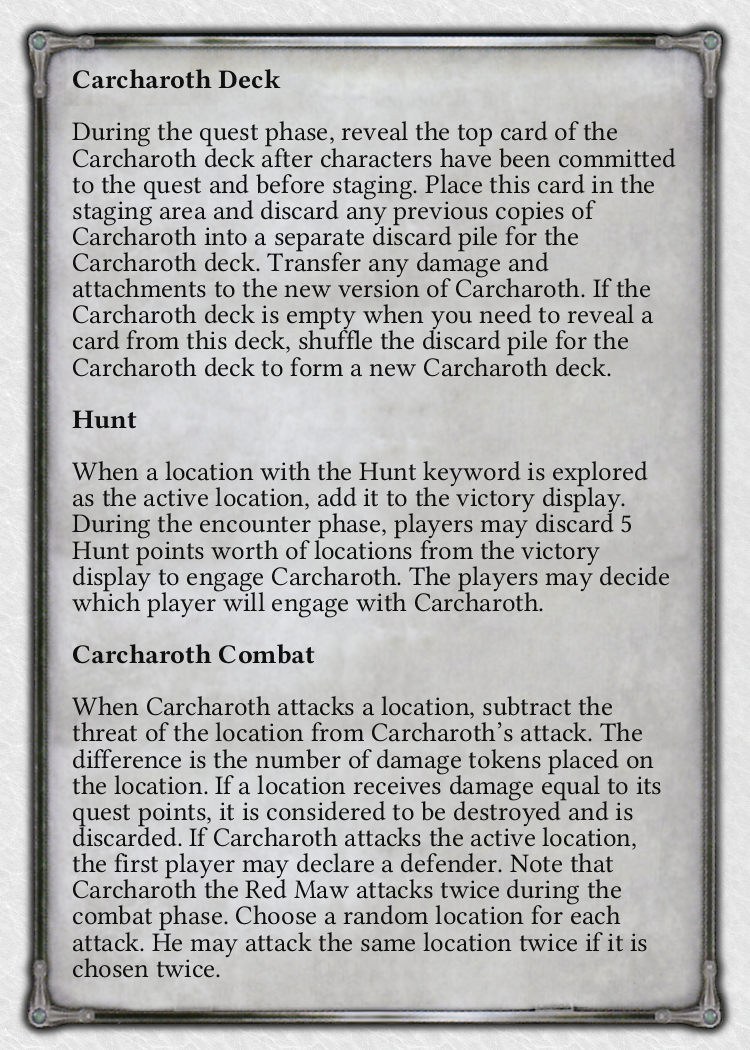 Carcharoth Deck
During the quest phase, reveal the top card of the
Carcharoth deck after characters have been committed
to the quest and before staging. Place this card in the
staging area and discard any previous copies of
Carcharoth into a separate discard pile for the
Carcharoth deck. Transfer any damage and
attachments to the new version of Carcharoth. If the
Carcharoth deck is empty when you need to reveal a
card from this deck, shuffle the discard pile for the
Carcharoth deck to form a new Carcharoth deck.
Hunt
When a location with the Hunt keyword is explored
as the active location, add it to the victory display.
During the encounter phase, players may discard 5
Hunt points worth of locations from the victory
display to engage Carcharoth. The players may decide
which player will engage with Carcharoth.
Carcharoth Combat
When Carcharoth attacks a location, subtract the
threat of the location from Carcharoth's attack. The
difference is the number of damage tokens placed on
the location. If a location receives damage equal to its
quest points, it is considered to be destroyed and is
discarded. If Carcharoth attacks the active location,
the first player may declare a defender. Note that
Carcharoth the Red Maw attacks twice during the
combat phase. Choose a random location for each
attack. He may attack the same location twice if it is
chosen twice.